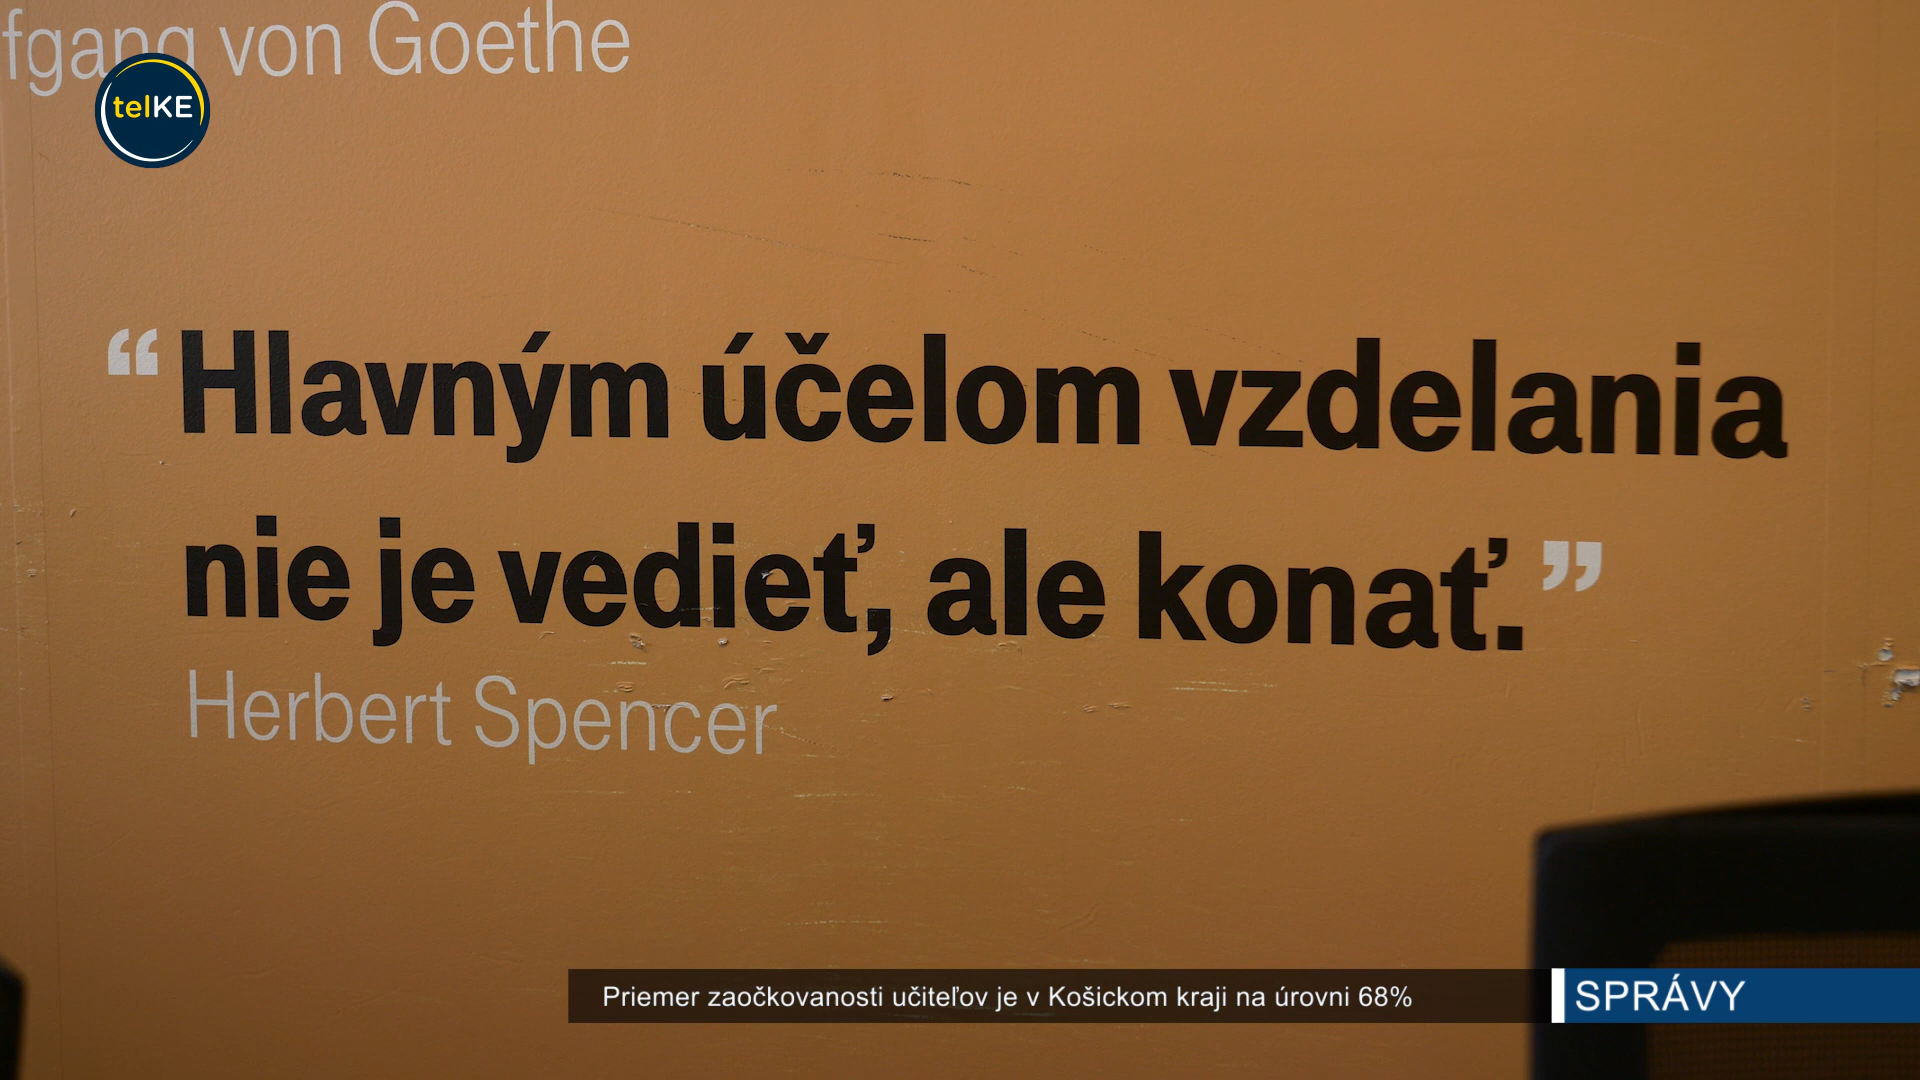 von Goethe
telKE
“Hlavným účelom vzdelania
nie je vedieť, ale konať.”
Herbert Spencer
Priemer zaočkovanosti učiteľov je v Košickom kraji na úrovni 68%
SPRÁVY